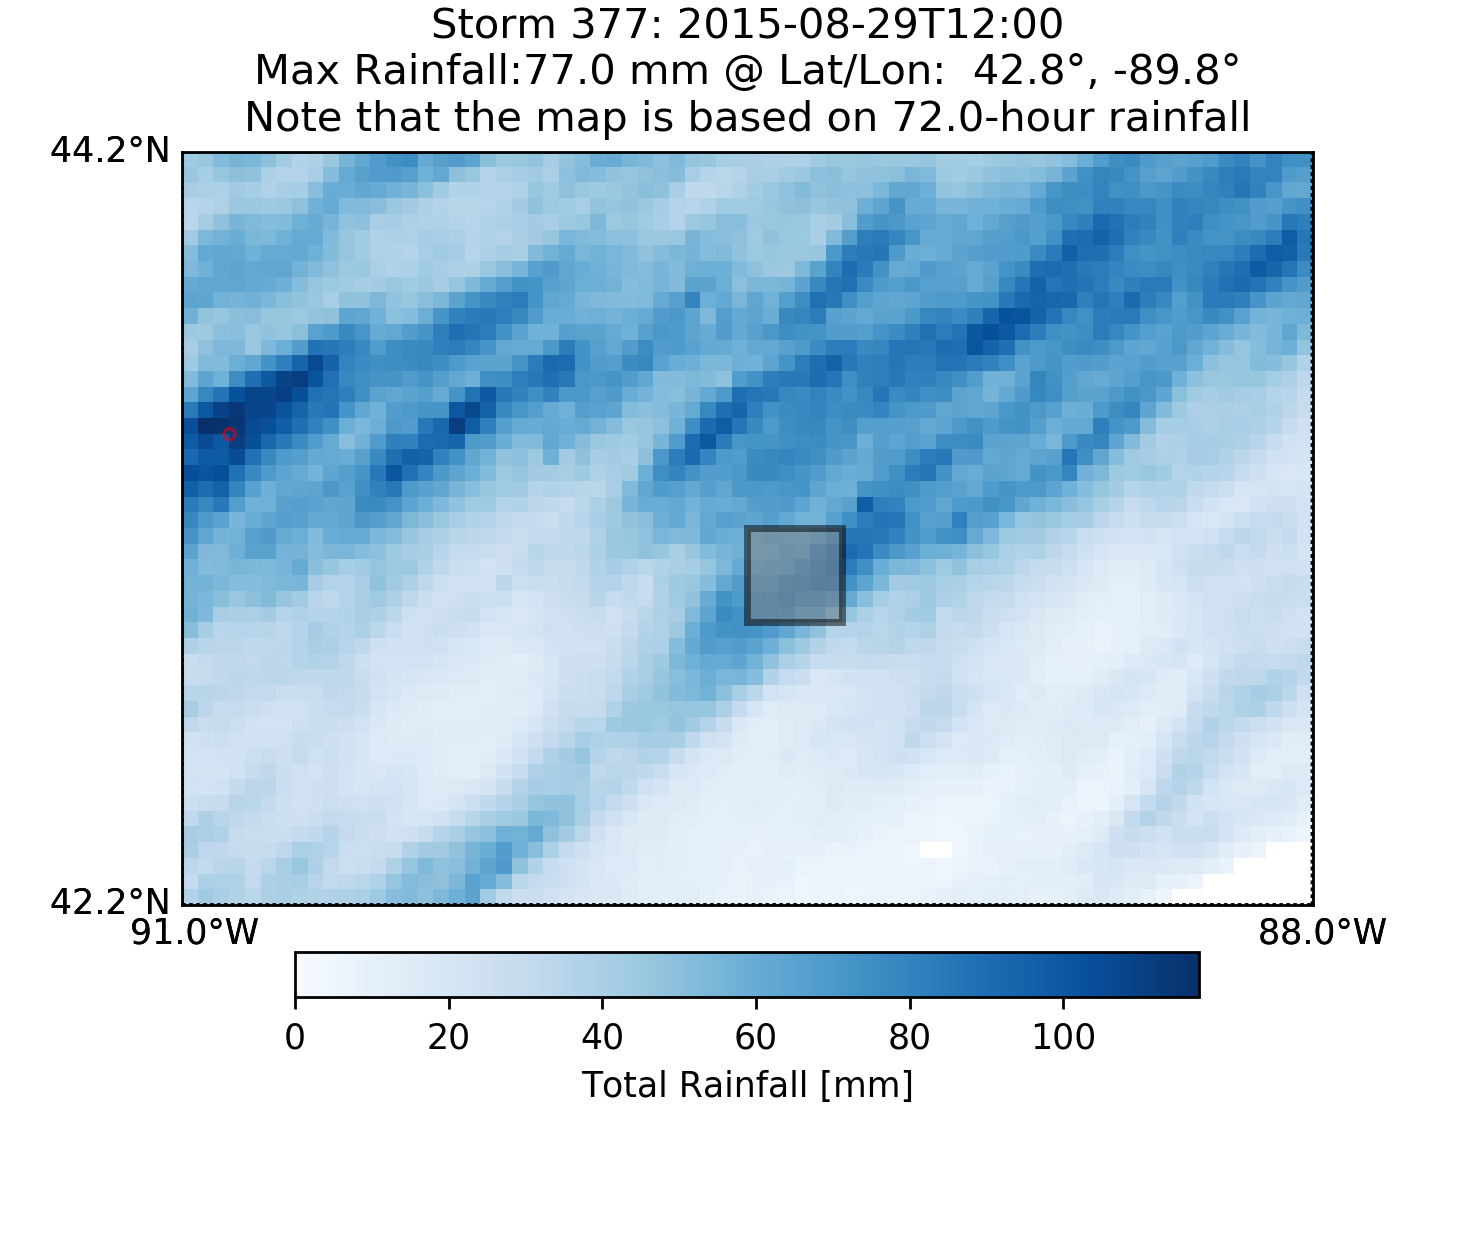 Storm 377: 2015-08-29T12:00
Max Rainfall:77.0 mm @ Lat/Lon:  42.8°, -89.8°
Note that the map is based on 72.0-hour rainfall
44.2°N
42.2°N
91.0°W
88.0°W
0 20 40 60 80 100
Total Rainfall [mm]